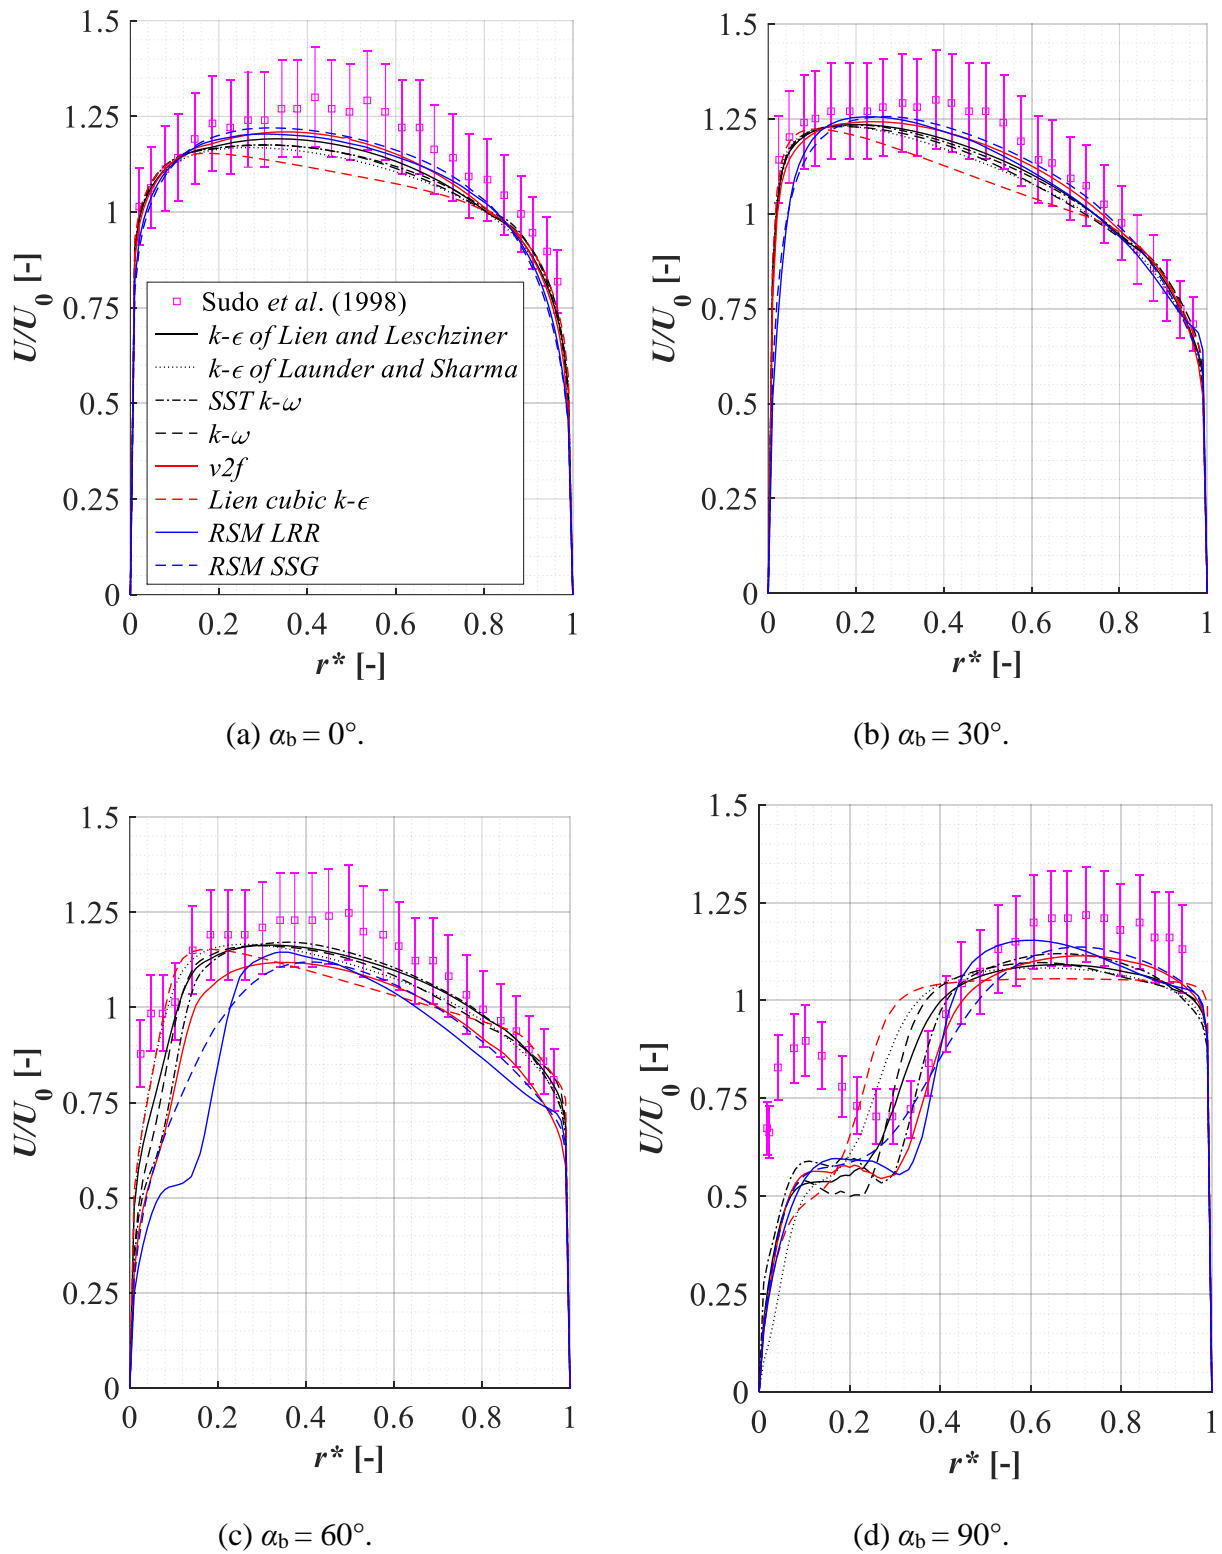 1.5
1.25
1
0.75
0.5
0.25
0
U/U0 [-]
Sudo et al. (1998)
k-ϵ of Lien and Leschziner
k-ϵ of Launder and Sharma
SST k-ω
k-ω
v2f
Lien cubic k-ϵ
RSM LRR
RSM SSG
0 0.2 0.4 0.6 0.8 1
r* [-]
(a) αb = 0°.
1.5
1.25
1
0.75
0.5
0.25
0
U/U0 [-]
0 0.2 0.4 0.6 0.8 1
r* [-]
(b) αb = 30°.
1.5
1.25
1
0.75
0.5
0.25
0
U/U0 [-]
0 0.2 0.4 0.6 0.8 1
r* [-]
(c) αb = 60°.
1.5
1.25
1
0.75
0.5
0.25
0
U/U0 [-]
0 0.2 0.4 0.6 0.8 1
r* [-]
(d) αb = 90°.